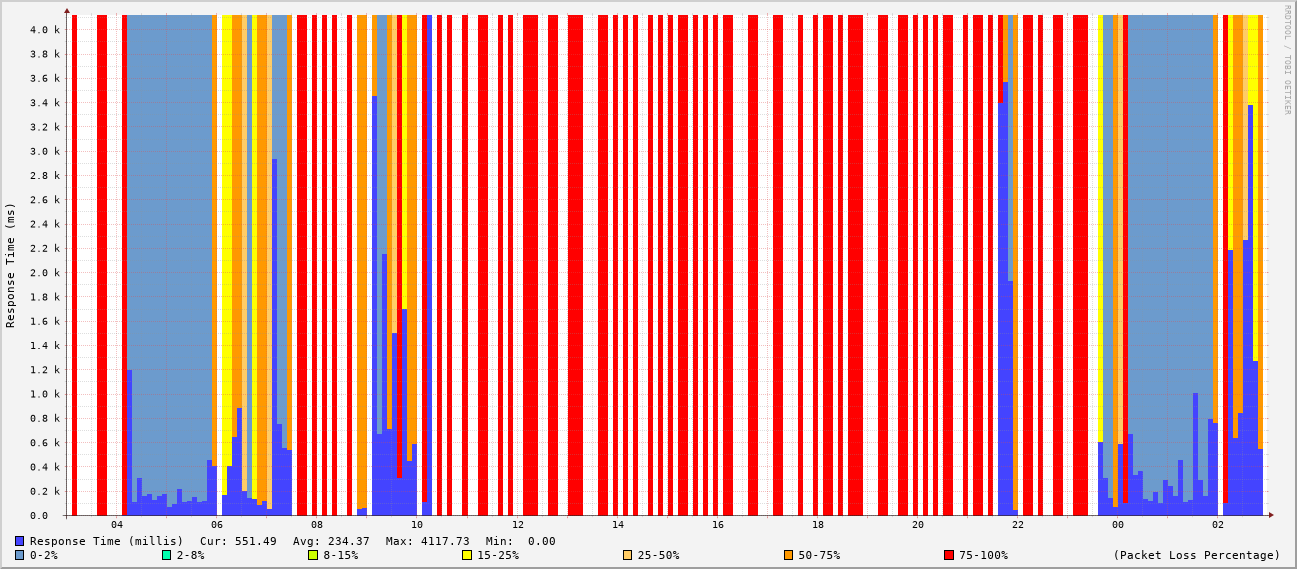 RRDTOOL / TOBI OETIKER
Response Time (ms)
4.0 k
3.8 k
3.6 k
3.4 k
3.2 k
3.0 k
2.8 k
2.6 k
2.4 k
2.2 k
2.0 k
1.8 k
1.6 k
1.4 k
1.2 k
1.0 k
0.8 k
0.6 k
0.4 k
0.2 k
0.0
04 06 08 10 12 14 16 18 20 22 00 02
Response Time (millis) Cur: 551.49 Avg: 234.37 Max: 4117.73 Min: 0.00
0-2% 2-8% 8-15% 15-25% 25-50% 50-75% 75-100% (Packet Loss Percentage)